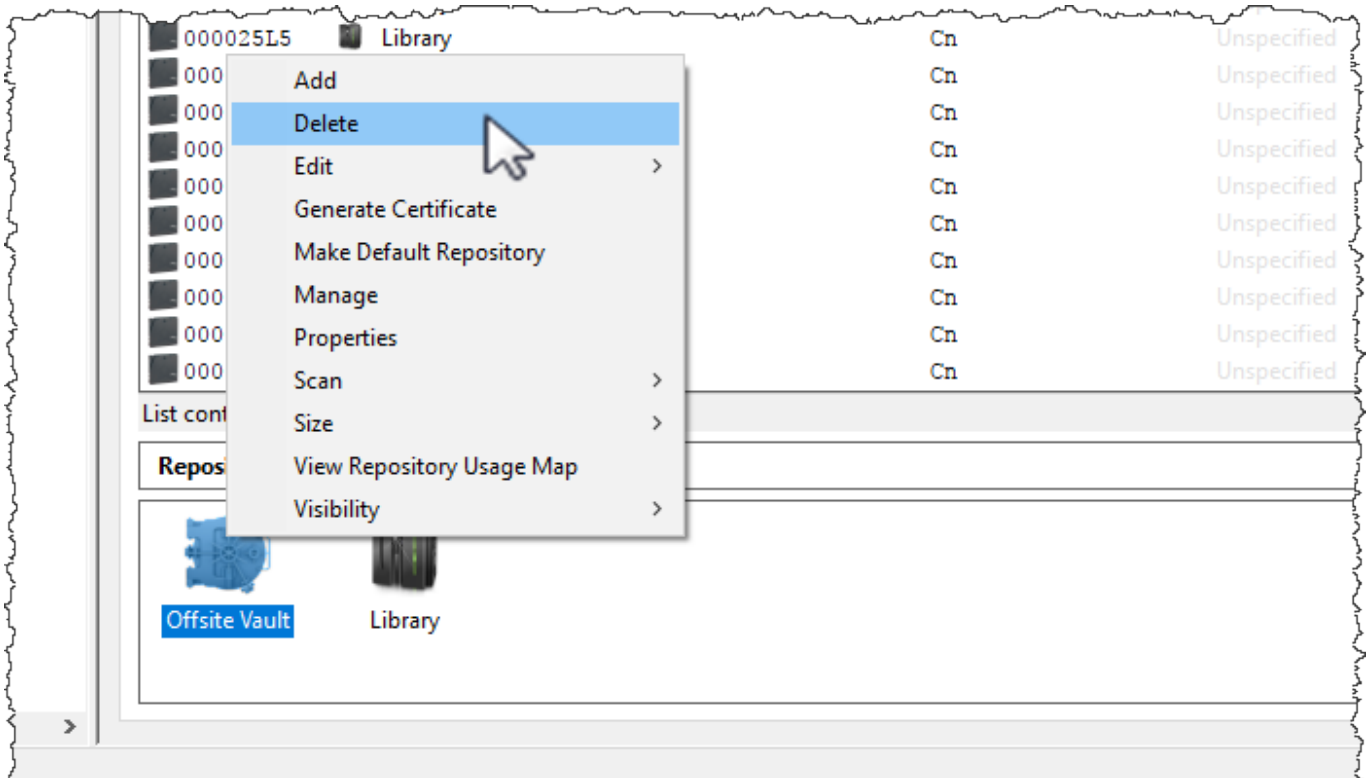 000025L5 Library Cn Unspecified
000 Cn Unspecified
Add
000 Cn Unspecified
Delete
000 Cn Unspecified
Edit
000 Cn Unspecified
Generate Certificate
000 Cn Unspecified
Make Default Repository
000 Cn Unspecified
Manage
000 Cn Unspecified
Properties
000 Cn Unspecified
Scan
000 Cn Unspecified
List cont
Size
Reposi
View Repository Usage Map
Visibility
Offsite Vault Library